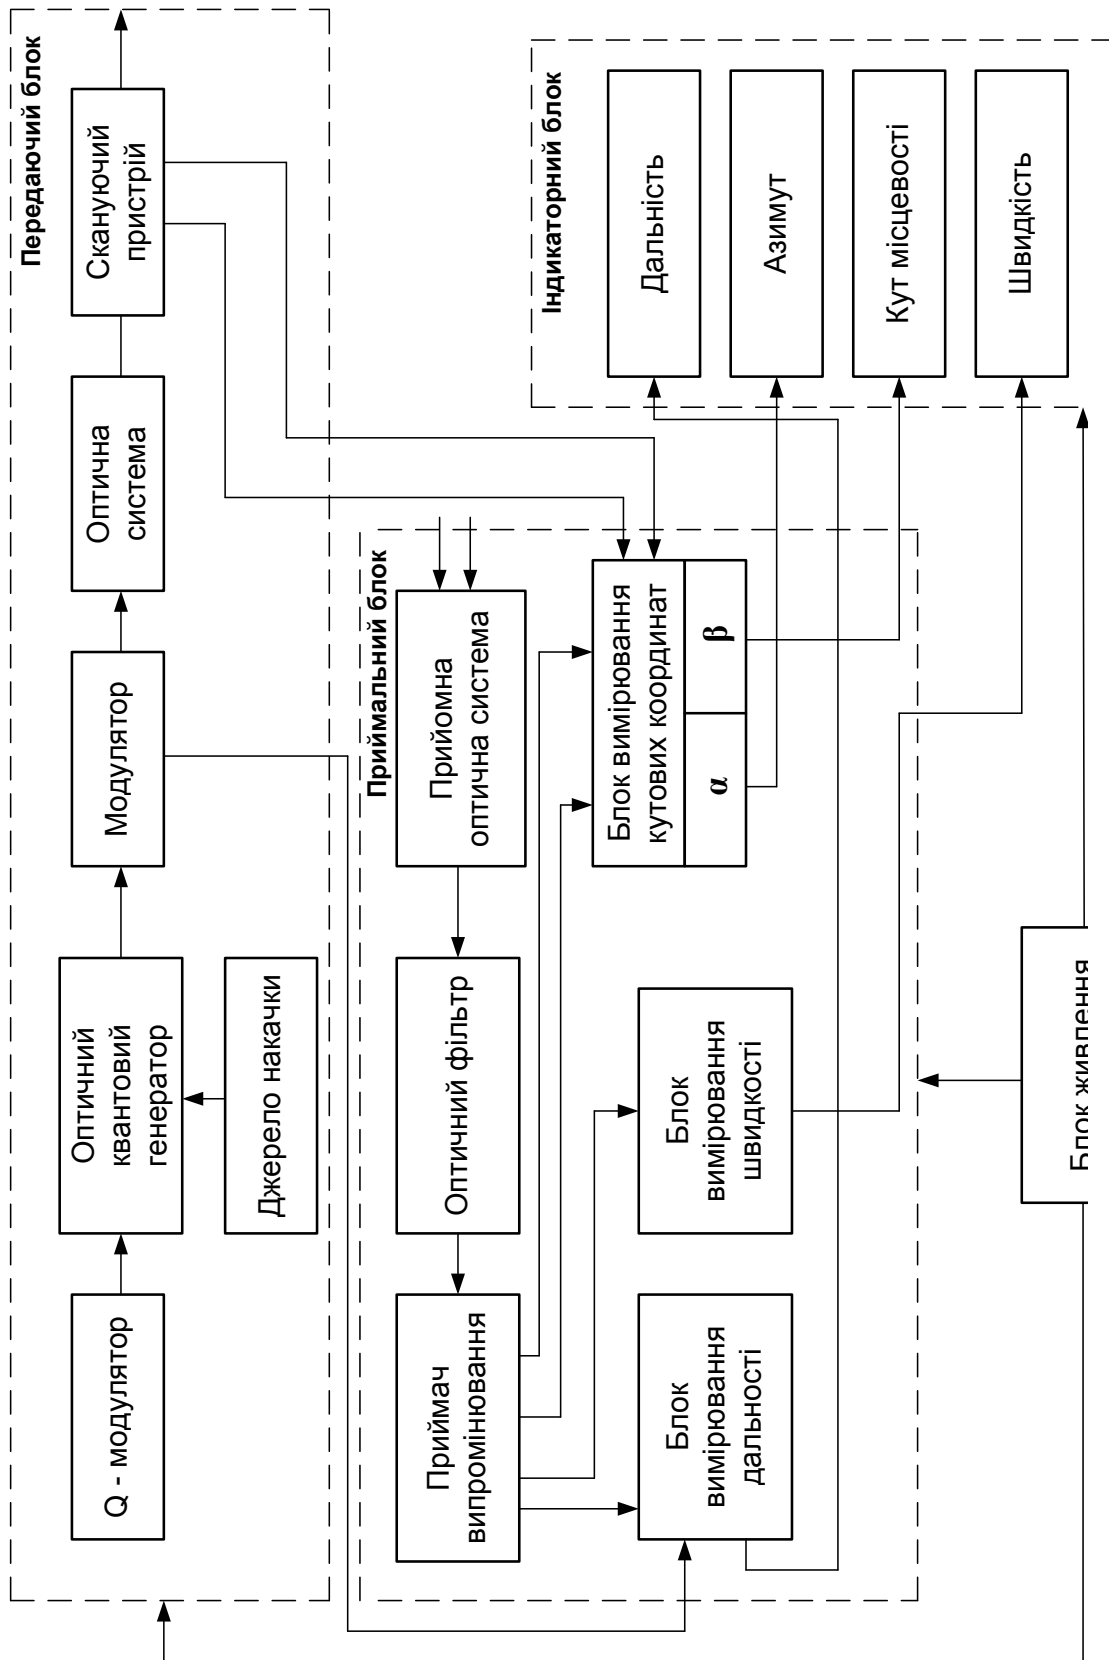 Передаючий блок
Q - модулятор
Оптичний
квантовий
генератор
Джерело накачки
Модулятор
Оптична
система
Скануючий
пристрій
Приймальний блок
Приймач
випромінювання
Оптичний фільтр
Прийомна
оптична система
Блок
вимірювання
дальності
Блок
вимірювання
швидкості
Блок вимірювання
кутових координат
α
β
Індикаторний блок
Дальність
Азимут
Кут місцевості
Швидкість
Блок живлення